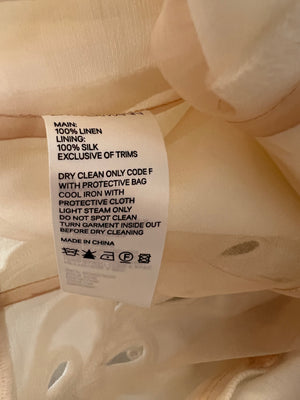 MAIN:
100% LINEN
LINING:
100% SILK
EXCLUSIVE OF TRIMS
DRY CLEAN ONLY CODE F
WITH PROTECTIVE BAG
COOL IRON WITH
PROTECTIVE CLOTH
LIGHT STEAM ONLY
DO NOT SPOT CLEAN
TURN GARMENT INSIDE OUT
BEFORE DRY CLEANING
MADE IN CHINA